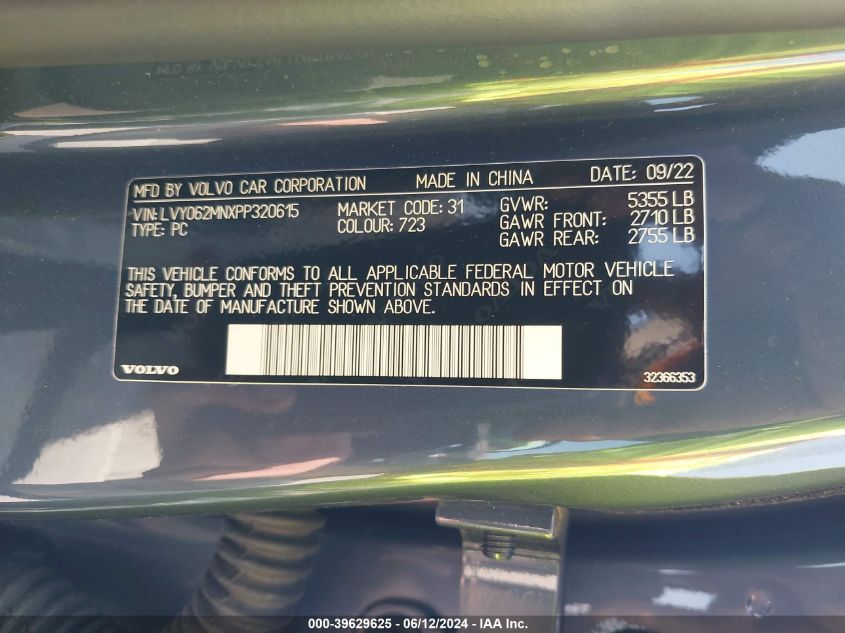 MFD BY VOLVO CAR CORPORATION MADE IN CHINA DATE: 09/22
VIN: LVY062MNXPP320615 MARKET CODE: 31 GVWR: 5355 LB
TYPE: PC COLOUR: 723 GAWR FRONT: 2710 LB
GAWR REAR: 2755 LB
THIS VEHICLE CONFORMS TO ALL APPLICABLE FEDERAL MOTOR VEHICLE
SAFETY, BUMPER AND THEFT PREVENTION STANDARDS IN EFFECT ON
THE DATE OF MANUFACTURE SHOWN ABOVE.
VOLVO 32366353
000-39629625 - 06/12/2024 - IAA Inc.